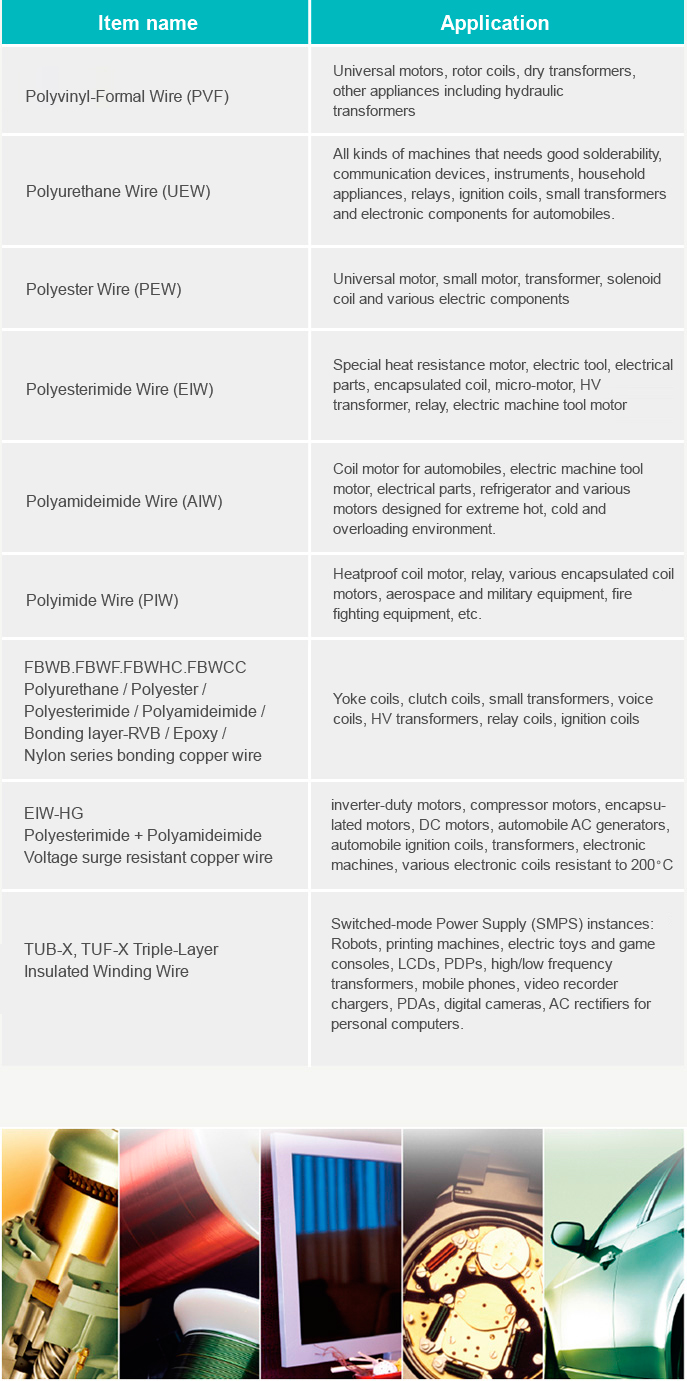 Item name
Application
Polyvinyl-Formal Wire (PVF)
Universal motors, rotor coils, dry transformers,
other appliances including hydraulic
transformers
Polyurethane Wire (UEW)
All kinds of machines that needs good solderability,
communication devices, instruments, household
appliances, relays, ignition coils, small transformers
and electronic components for automobiles.
Polyester Wire (PEW)
Universal motor, small motor, transformer, solenoid
coil and various electric components
Polyesterimide Wire (EIW)
Special heat resistance motor, electric tool, electrical
parts, encapsulated coil, micro-motor, HV
transformer, relay, electric machine tool motor
Polyamideimide Wire (AIW)
Coil motor for automobiles, electric machine tool
motor, electrical parts, refrigerator and various
motors designed for extreme hot, cold and
overloading environment.
Polyimide Wire (PIW)
Heatproof coil motor, relay, various encapsulated coil
motors, aerospace and military equipment, fire
fighting equipment, etc.
FBWB.FBWF.FBWHC.FBWCC
Polyurethane / Polyester /
Polyesterimide / Polyamideimide /
Bonding layer-RVB / Epoxy /
Nylon series bonding copper wire
Yoke coils, clutch coils, small transformers, voice
coils, HV transformers, relay coils, ignition coils
EIW-HG
Polyesterimide + Polyamideimide
Voltage surge resistant copper wire
inverter-duty motors, compressor motors, encapsu-
lated motors, DC motors, automobile AC generators,
automobile ignition coils, transformers, electronic
machines, various electronic coils resistant to 200°C
TUB-X, TUF-X Triple-Layer
Insulated Winding Wire
Switched-mode Power Supply (SMPS) instances:
Robots, printing machines, electric toys and game
consoles, LCDs, PDPs, high/low frequency
transformers, mobile phones, video recorder
chargers, PDAs, digital cameras, AC rectifiers for
personal computers.